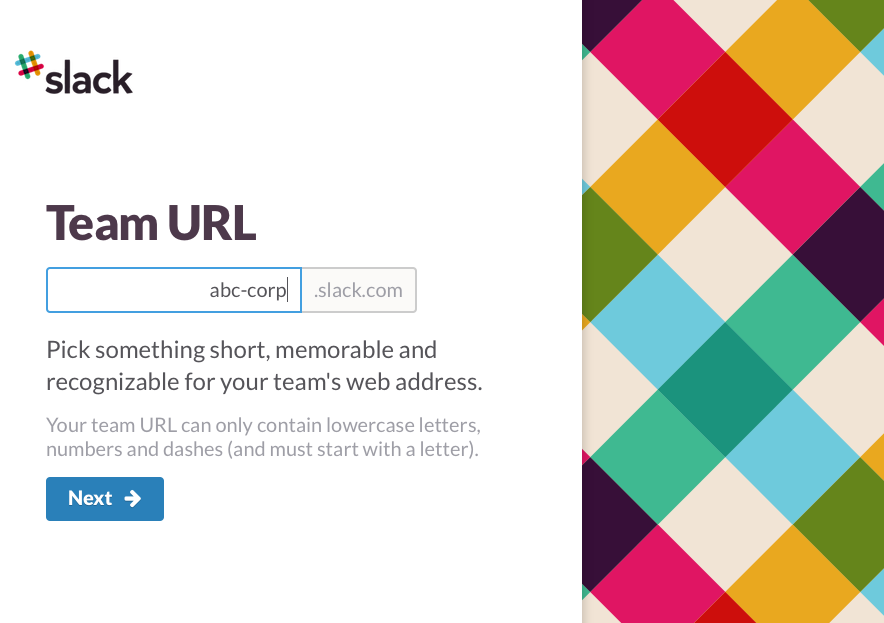 slack
Team URL
abc-corp .slack.com
Pick something short, memorable and
recognizable for your team's web address.
Your team URL can only contain lowercase letters,
numbers and dashes (and must start with a letter).
Next